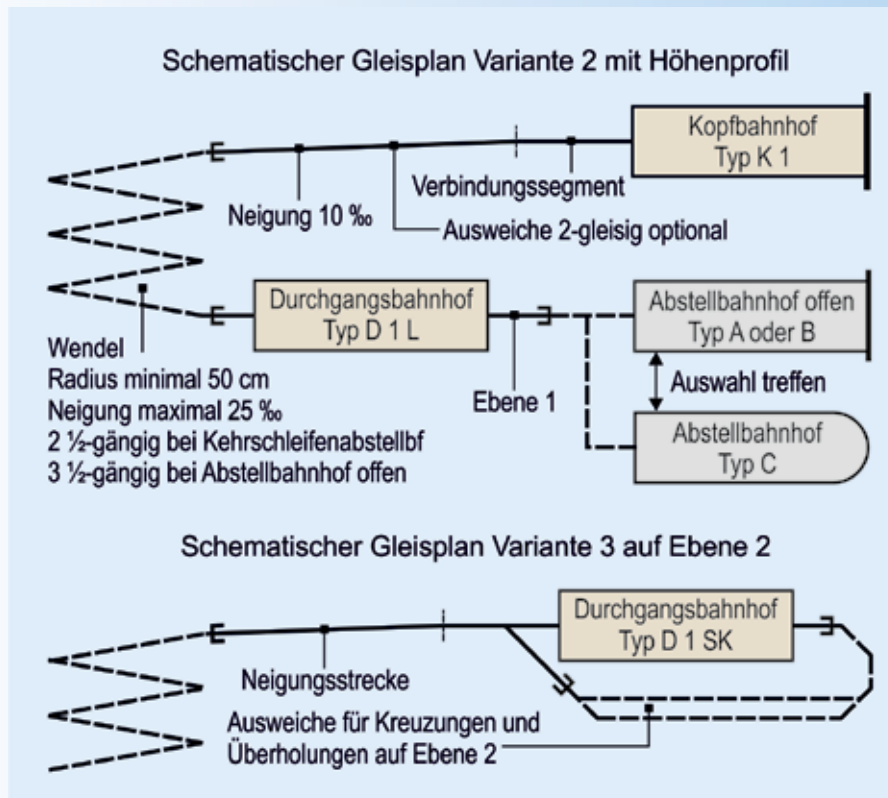 Schematischer Gleisplan Variante 2 mit Höhenprofil
Kopfbahnhof
Typ K 1
Verbindungssegment
Neigung 10 ‰
Ausweiche 2-gleisig optional
Durchgangsbahnhof
Typ D 1 L
Abstellbahnhof offen
Typ A oder B
Wendel
Radius minimal 50 cm
Neigung maximal 25 ‰
2 ½-gängig bei Kehrschleifenabstellbf
3 ½-gängig bei Abstellbahnhof offen
Ebene 1
Auswahl treffen
Abstellbahnhof
Typ C
Schematischer Gleisplan Variante 3 auf Ebene 2
Durchgangsbahnhof
Typ D 1 SK
Neigungsstrecke
Ausweiche für Kreuzungen und
Überholungen auf Ebene 2